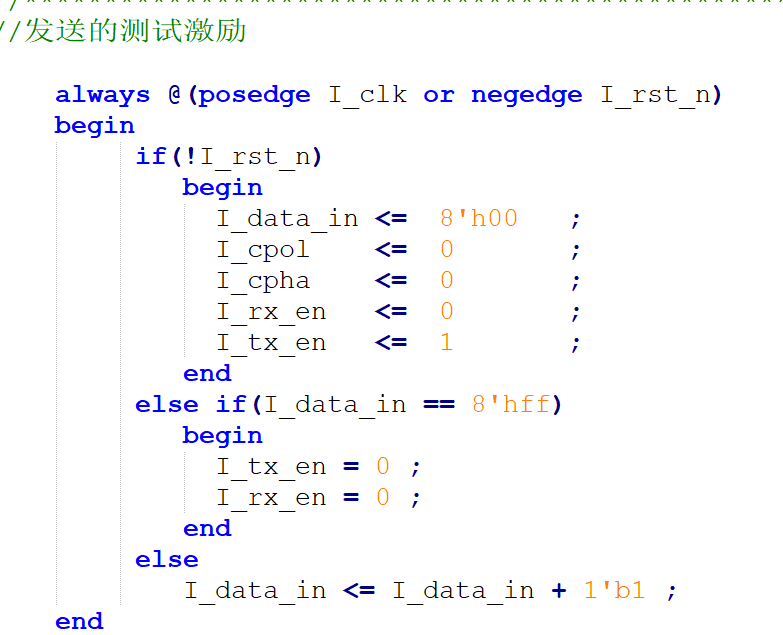 //发送的测试激励
always @(posedge I_clk or negedge I_rst_n)
begin
if(!I_rst_n)
begin
I_data_in <= 8'h00 ;
I_cpol <= 0 ;
I_cpha <= 0 ;
I_rx_en <= 0 ;
I_tx_en <= 1 ;
end
else if(I_data_in == 8'hff)
begin
I_tx_en = 0 ;
I_rx_en = 0 ;
end
else
I_data_in <= I_data_in + 1'b1 ;
end